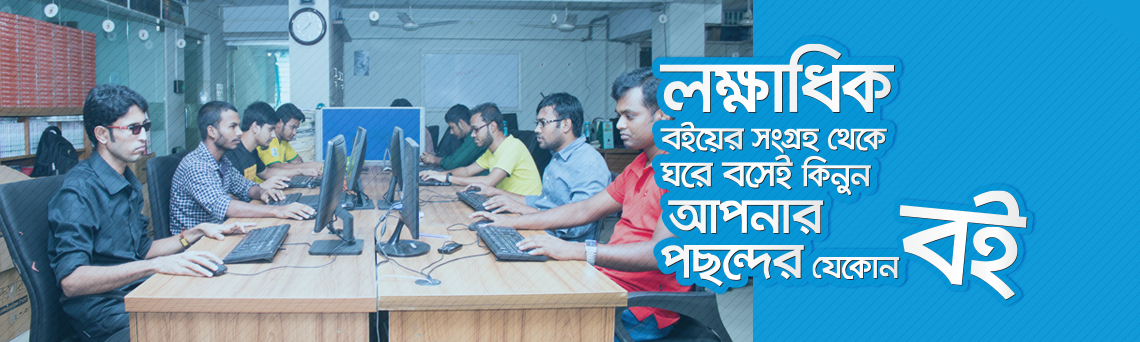 লক্ষাধিক
বইয়ের সংগ্রহ থেকে
ঘরে বসেই কিনুন
আপনার
পছন্দের যেকোন
বই